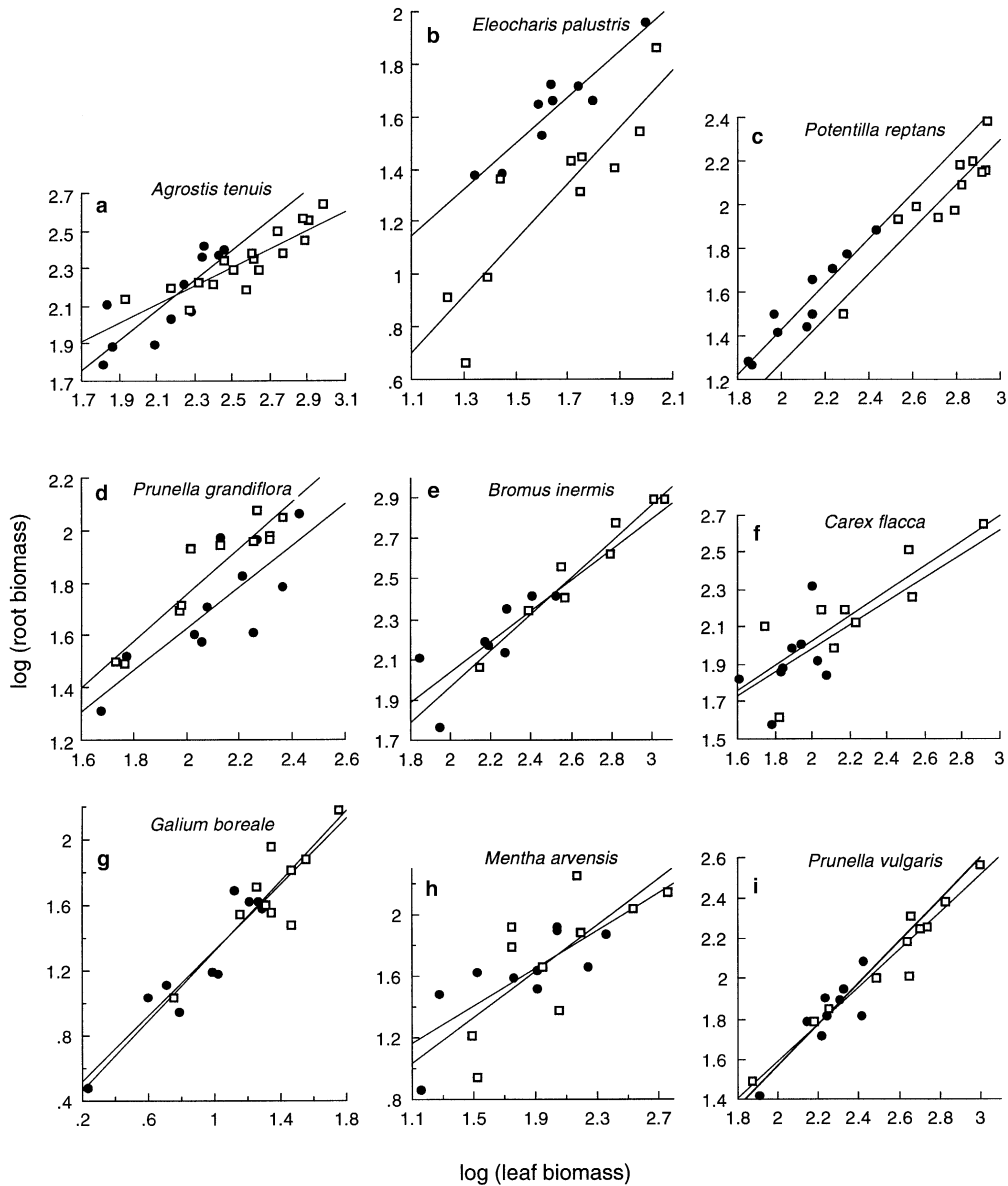 b Eleocharis palustris
2
1.8
1.6
1.4
1.2
1
.8
.6
1.1 1.3 1.5 1.7 1.9 2.1
a Agrostis tenuis
2.7
2.5
2.3
2.1
1.9
1.7
1.7 1.9 2.1 2.3 2.5 2.7 2.9 3.1
c Potentilla reptans
2.4
2.2
2
1.8
1.6
1.4
1.2
1.8 2 2.2 2.4 2.6 2.8 3
d Prunella grandiflora
2.2
2
1.8
1.6
1.4
1.2
1.6 1.8 2 2.2 2.4 2.6
e Bromus inermis
2.9
2.7
2.5
2.3
2.1
1.9
1.7
1.8 2 2.2 2.4 2.6 2.8 3
f Carex flacca
2.7
2.5
2.3
2.1
1.9
1.7
1.5
1.6 1.8 2 2.2 2.4 2.6 2.8 3
log (root biomass)
g Galium boreale
2
1.6
1.2
.8
.4
.2 .6 1 1.4 1.8
h Mentha arvensis
2
1.6
1.2
.8
1.1 1.5 1.9 2.3 2.7
i Prunella vulgaris
2.6
2.4
2.2
2
1.8
1.6
1.4
1.8 2 2.2 2.4 2.6 2.8 3
log (leaf biomass)